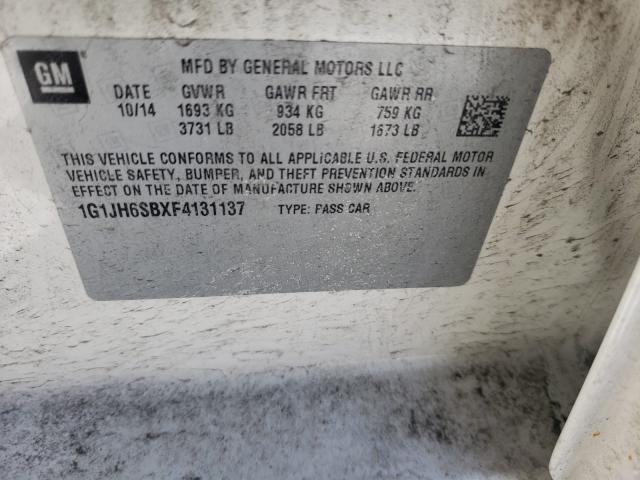 GM
MFD BY GENERAL MOTORS LLC
DATE GVWR GAWR FRT GAWR RR
10/14 1693 KG 934 KG 759 KG
3731 LB 2058 LB 1673 LB
THIS VEHICLE CONFORMS TO ALL APPLICABLE U.S. FEDERAL MOTOR
VEHICLE SAFETY, BUMPER, AND THEFT PREVENTION STANDARDS
IN EFFECT ON THE DATE OF MANUFACTURE SHOWN ABOVE.
1G1JH6SBXF4131137 TYPE: PASS CAR